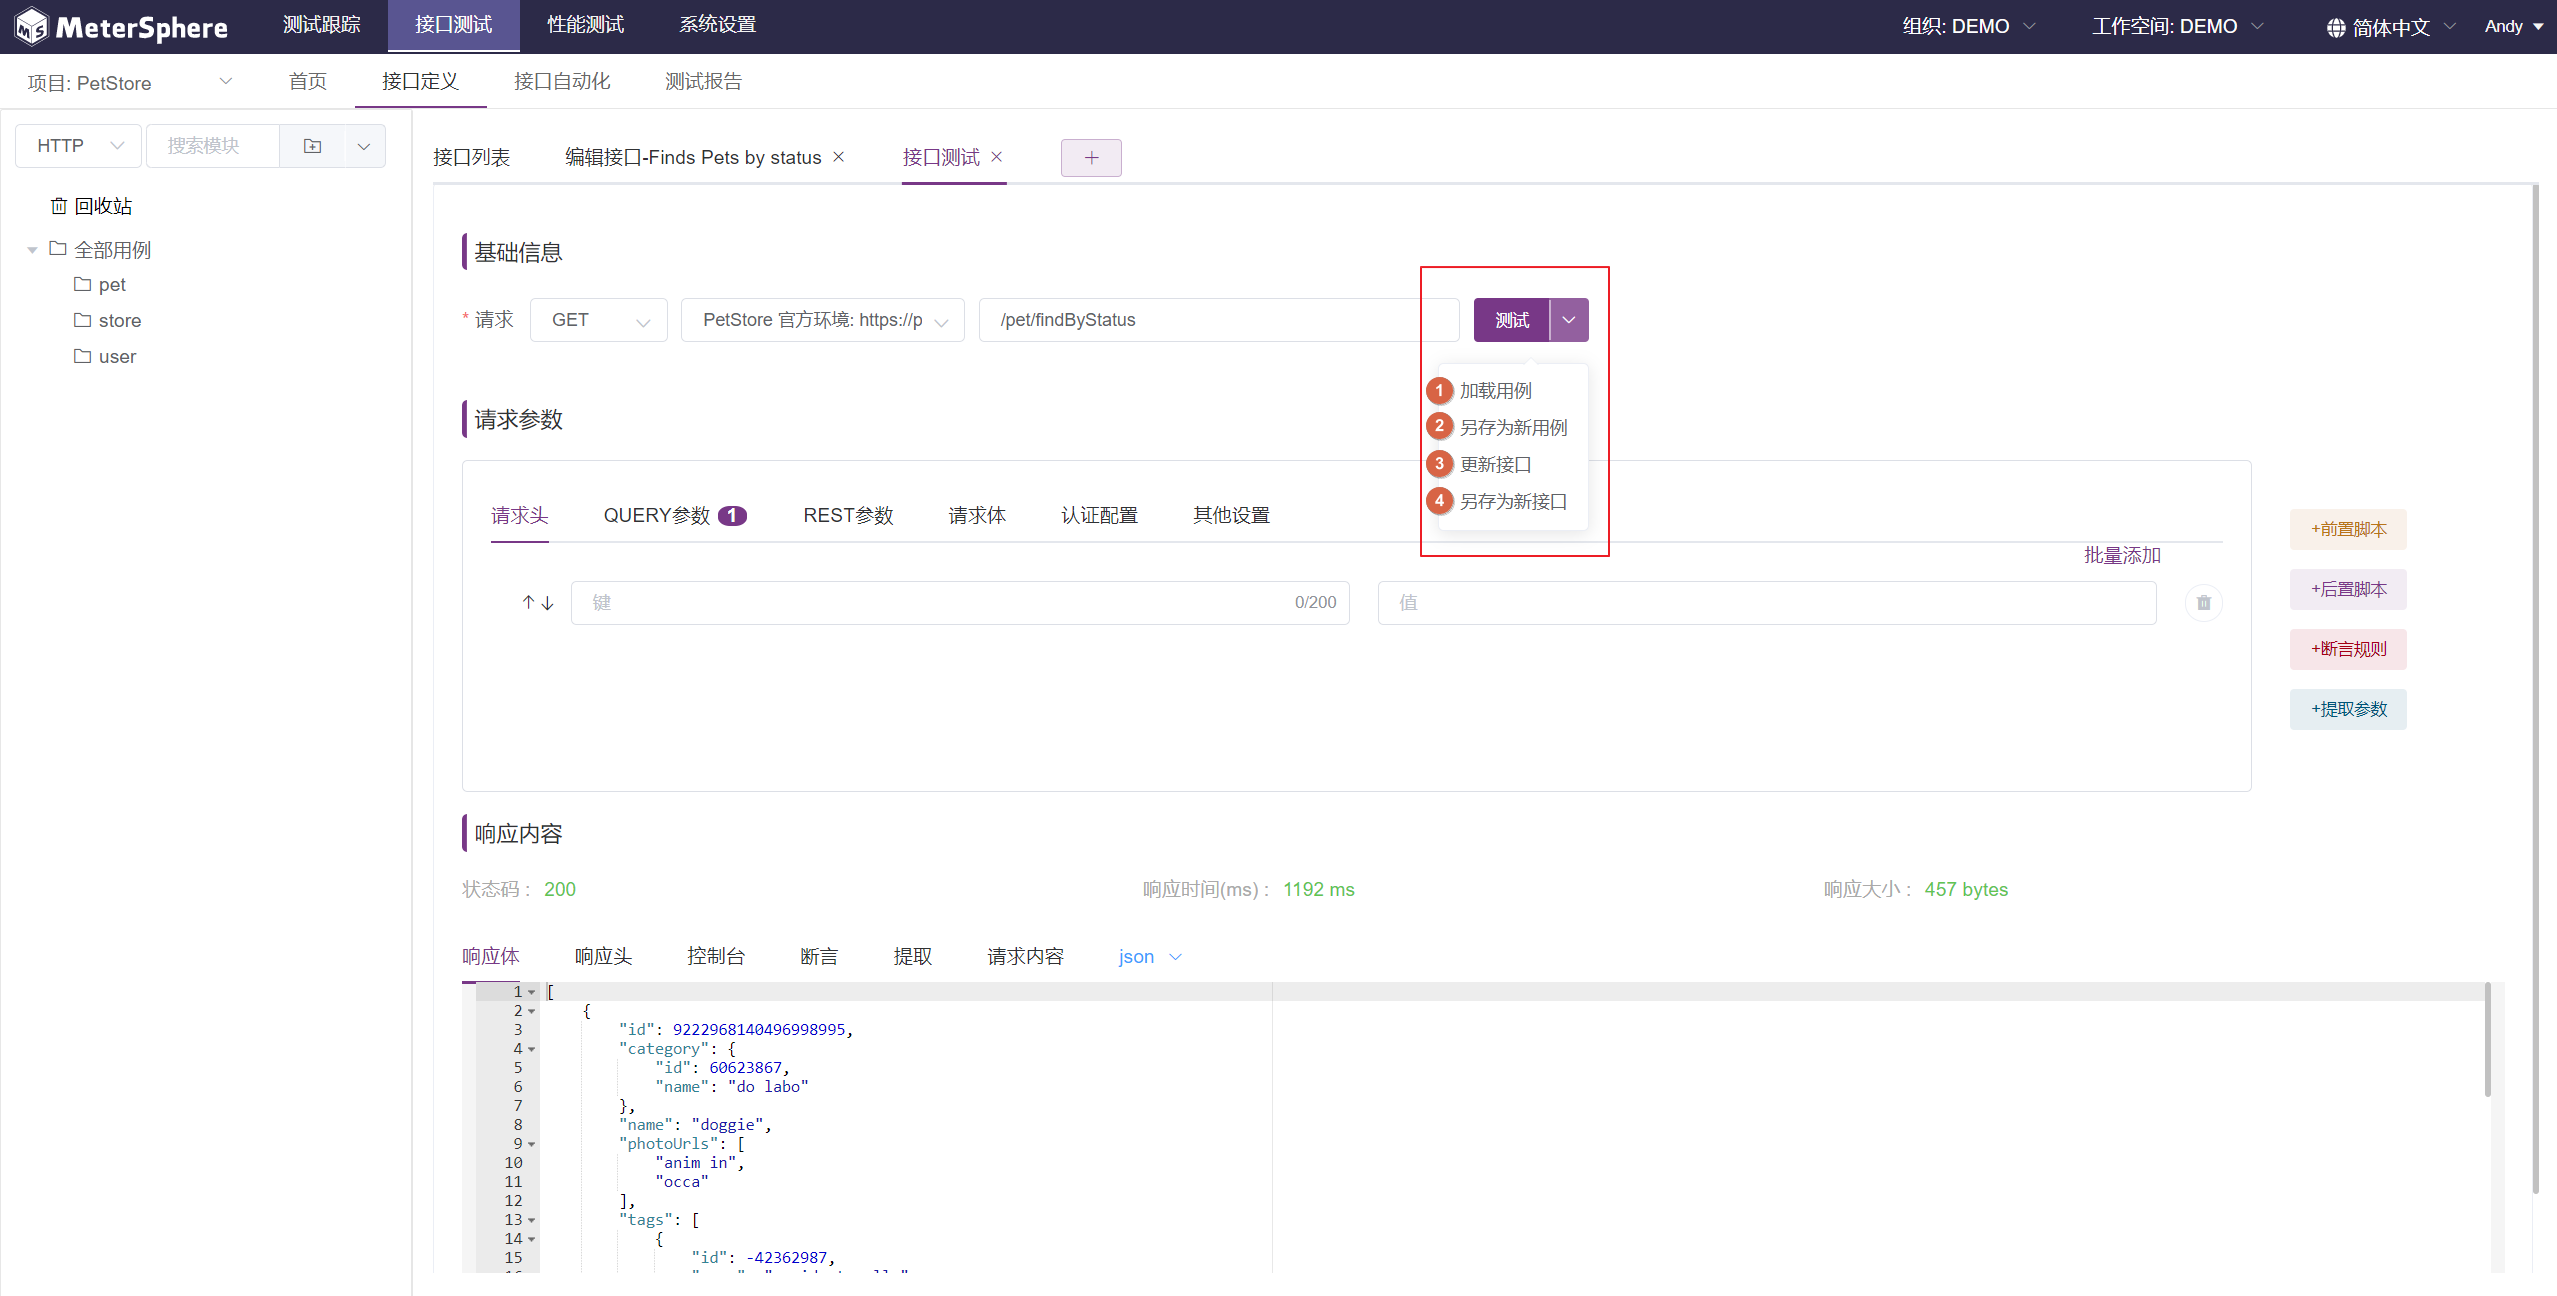 MeterSphere 测试跟踪 接口测试 性能测试 系统设置 组织: DEMO 工作空间: DEMO 简体中文 Andy
项目: PetStore 首页 接口定义 接口自动化 测试报告
HTTP 搜索模块
回收站
全部用例
pet
store
user
接口列表 编辑接口-Finds Pets by status 接口测试
基础信息
* 请求 GET PetStore 官方环境: https://p /pet/findByStatus 测试
1 加载用例
2 另存为新用例
3 更新接口
4 另存为新接口
请求参数
请求头 QUERY参数 1 REST参数 请求体 认证配置 其他设置
批量添加
键 0/200 值
+前置脚本
+后置脚本
+断言规则
+提取参数
响应内容
状态码 : 200 响应时间(ms) : 1192 ms 响应大小 : 457 bytes
响应体 响应头 控制台 断言 提取 请求内容 json
1 [
2 {
3 "id": 9222968140496998995,
4 "category": {
5 "id": 60623867,
6 "name": "do labo"
7 },
8 "name": "doggie",
9 "photoUrls": [
10 "anim in",
11 "occa"
12 ],
13 "tags": [
14 {
15 "id": -42362987,